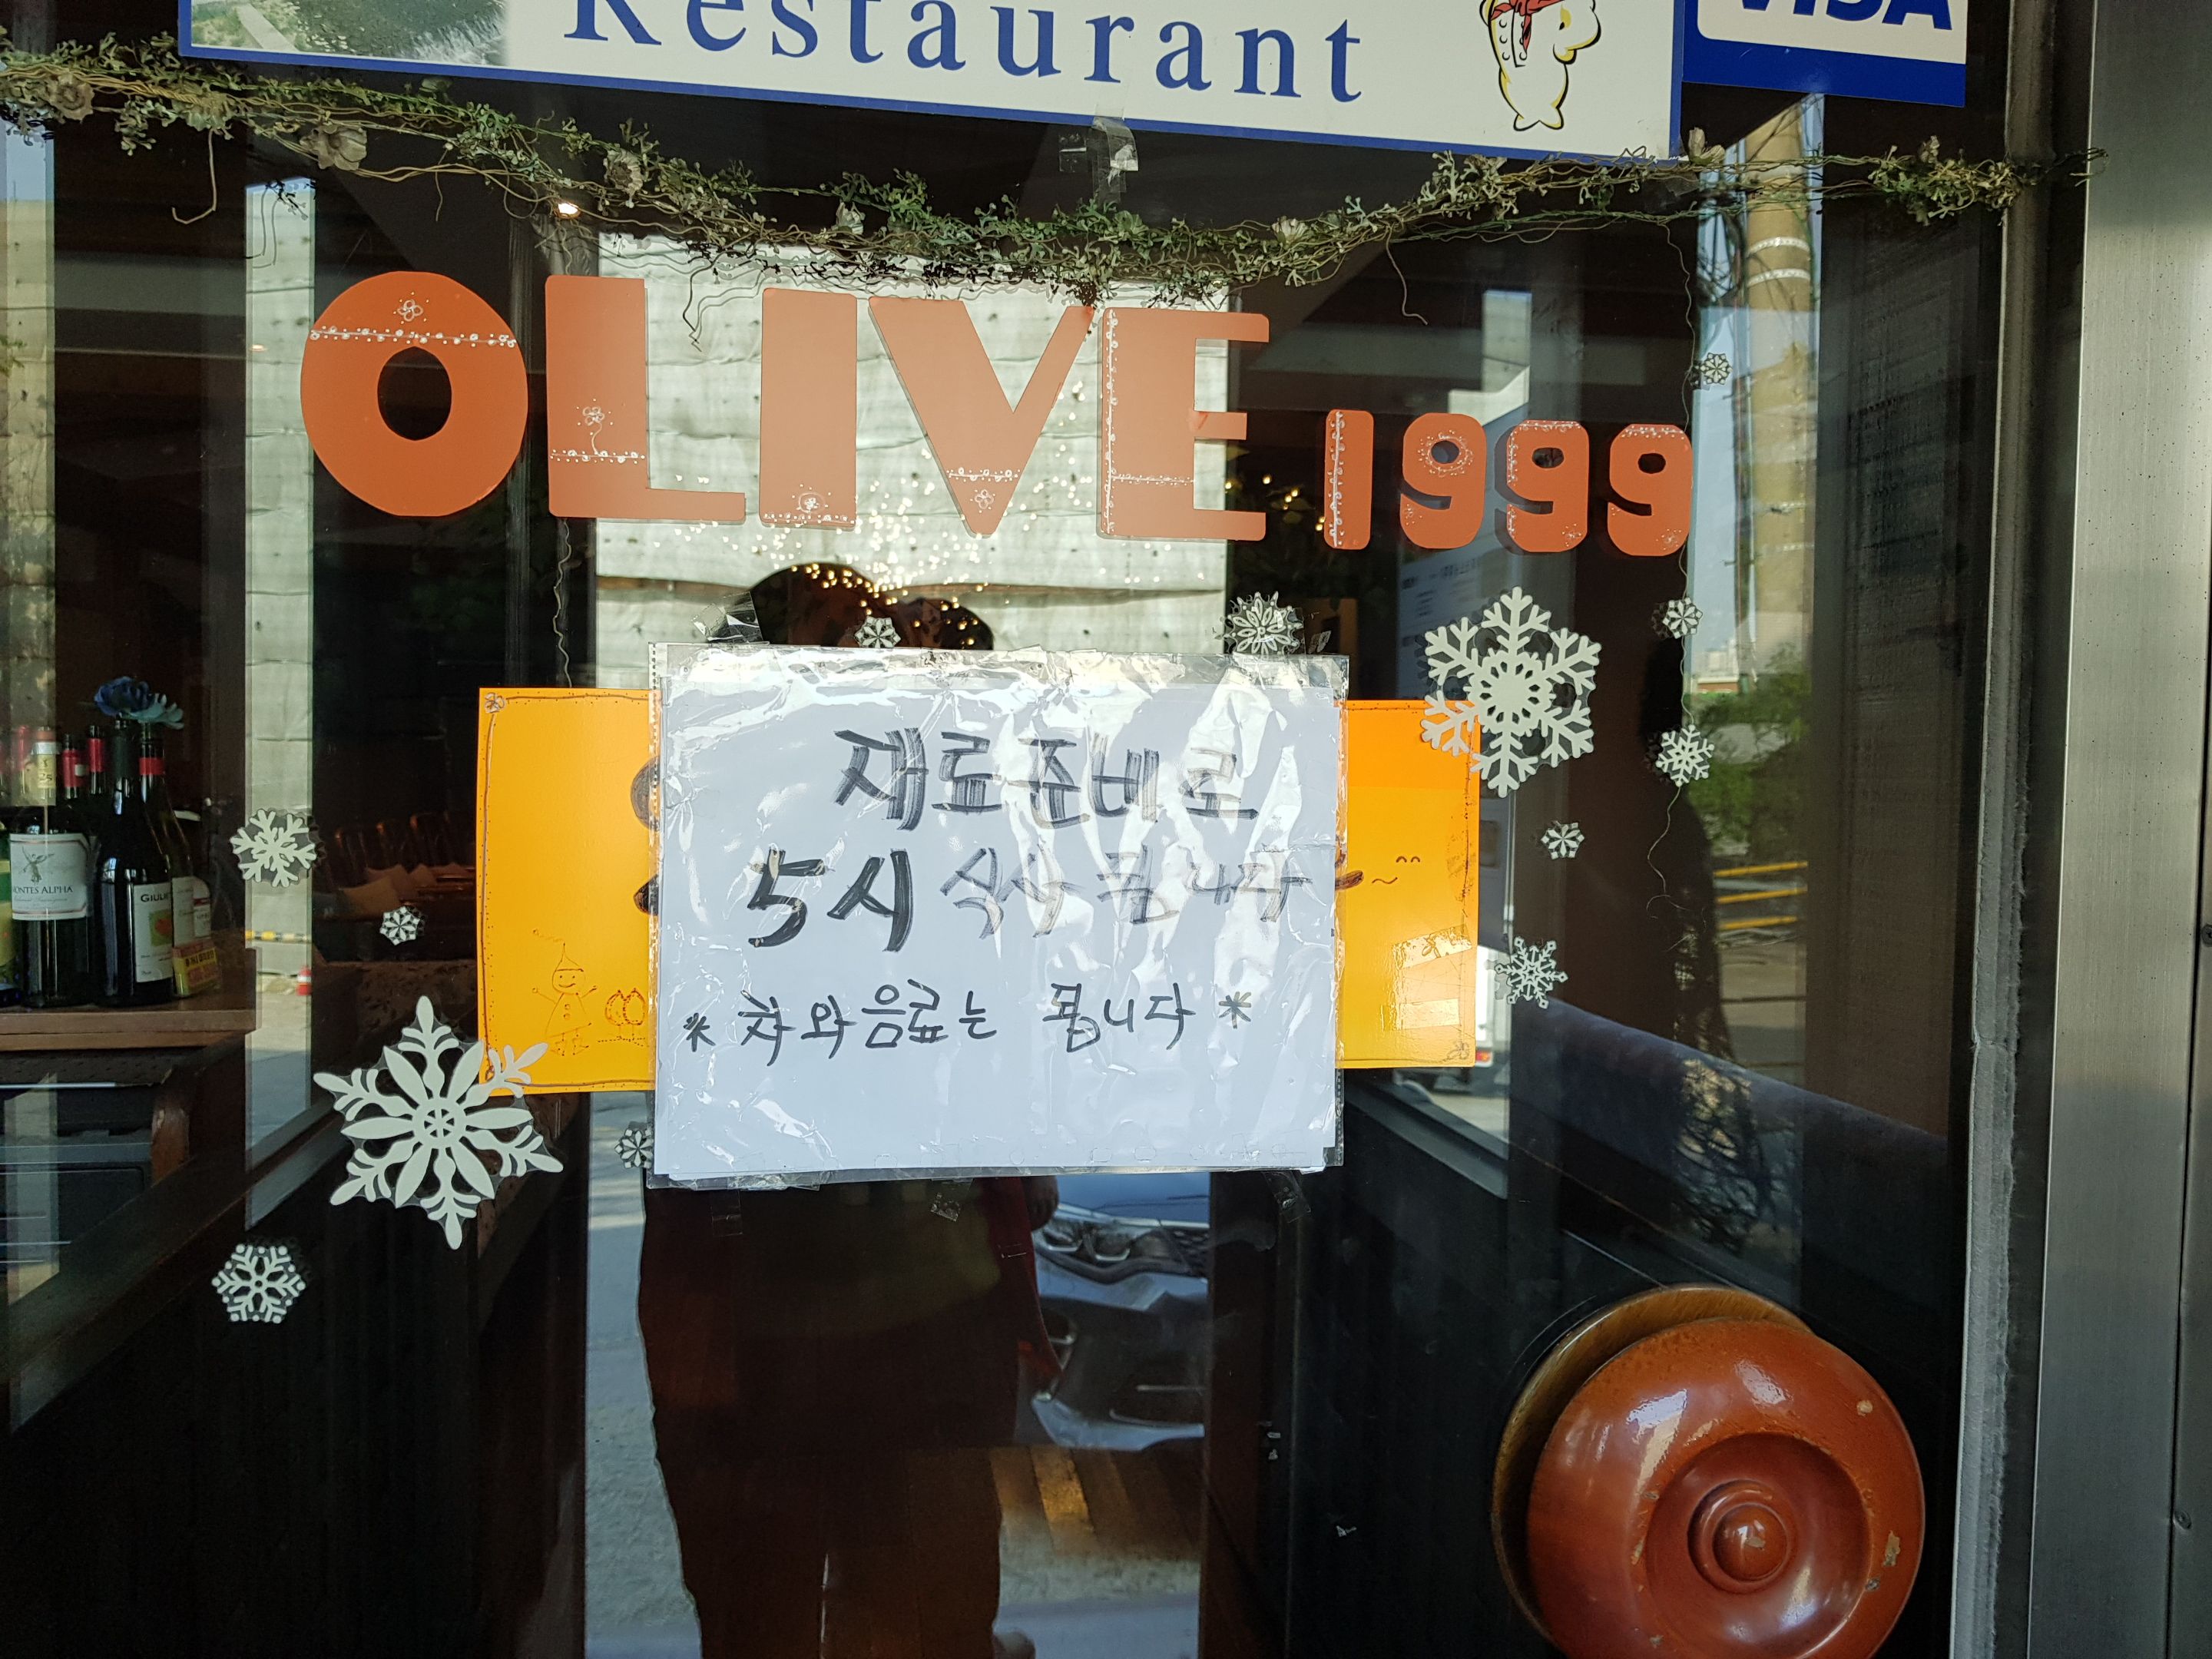 Restaurant
VISA
OLIVE 1999
재료준비로
5시 식사 됩니다
* 차와음료는 됩니다 *
MONTES ALPHA